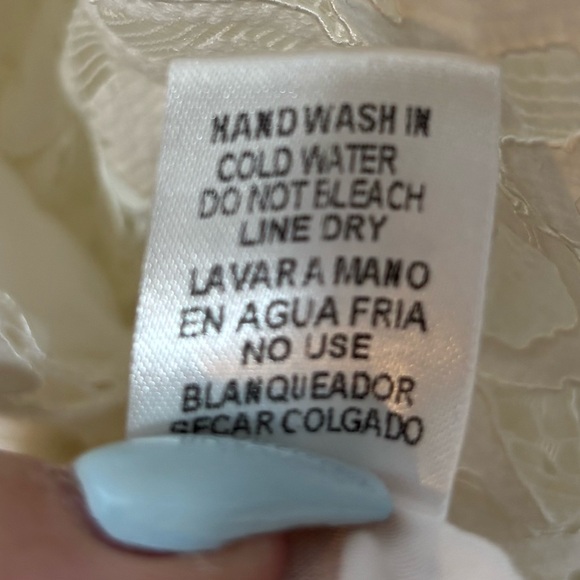 HAND WASH IN
COLD WATER
DO NOT BLEACH
LINE DRY
LAVAR A MANO
EN AGUA FRIA
NO USE
BLANQUEADOR
SECAR COLGADO